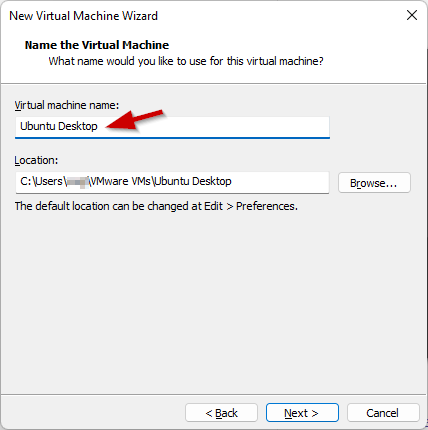 New Virtual Machine Wizard
Name the Virtual Machine
What name would you like to use for this virtual machine?
Virtual machine name:
Ubuntu Desktop
Location:
C:\Users\ \VMware VMs\Ubuntu Desktop
Browse...
The default location can be changed at Edit > Preferences.
< Back Next > Cancel